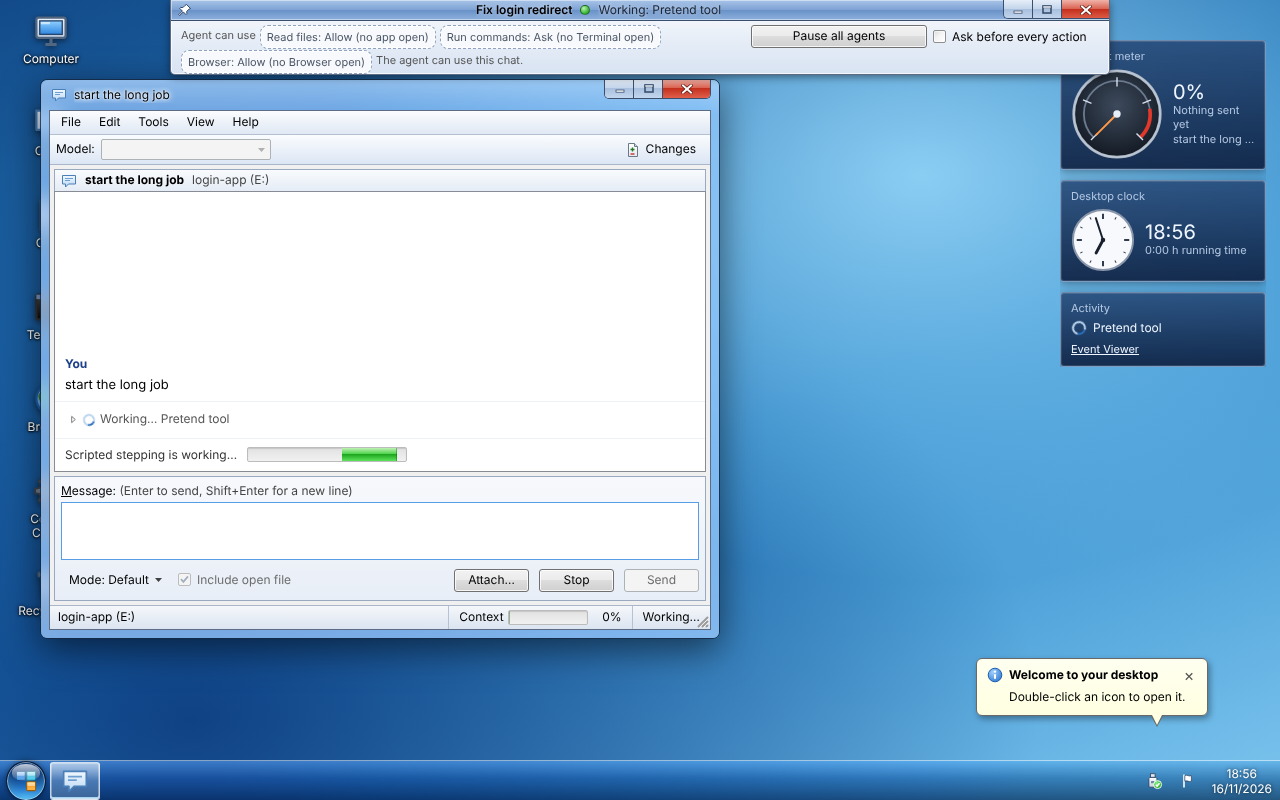 Fix login redirect Working: Pretend tool
Agent can use Read files: Allow (no app open) Run commands: Ask (no Terminal open)
Browser: Allow (no Browser open) The agent can use this chat.
Pause all agents Ask before every action
Computer
start the long job
File Edit Tools View Help
Model: Changes
start the long job login-app (E:)
You
start the long job
Working... Pretend tool
Scripted stepping is working...
Message: (Enter to send, Shift+Enter for a new line)
Mode: Default Include open file Attach... Stop Send
login-app (E:) Context 0% Working...
meter
0%
Nothing sent
yet
start the long ...
Desktop clock
18:56
0:00 h running time
Activity
Pretend tool
Event Viewer
Welcome to your desktop
Double-click an icon to open it.
18:56
16/11/2026